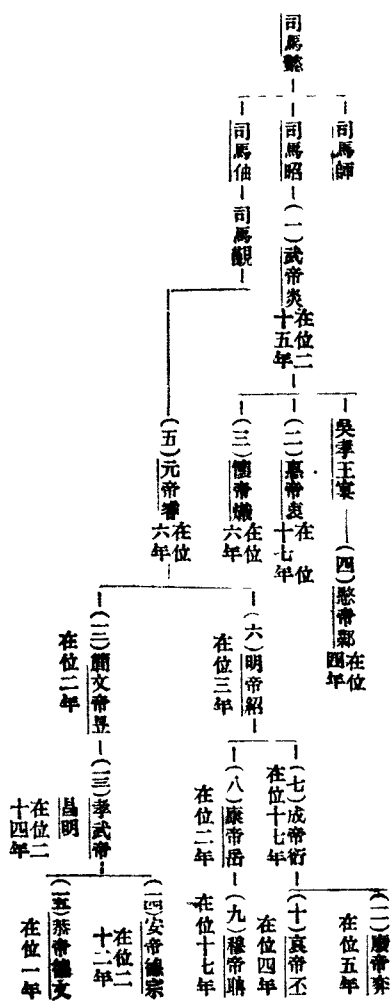 司馬懿
司馬師
司馬昭
(一)武帝炎
在位二
十五年
吳孝王宴
(四)愍帝鄴
在位
四年
(二)惠帝衷
在位
十七年
(三)懷帝熾
在位
六年
司馬伷
司馬覲
(五)元帝睿
在位
六年
(六)明帝紹
在位三年
(七)成帝衍
在位十七年
(一一)廢帝奕
在位五年
(十)哀帝丕
在位四年
(八)康帝岳
在位二年
(九)穆帝聃
在位十七年
(一二)簡文帝昱
在位二年
(一三)孝武帝
昌明
在位二
十四年
(一四)安帝德宗
在位二
十二年
(一五)恭帝德文
在位一年